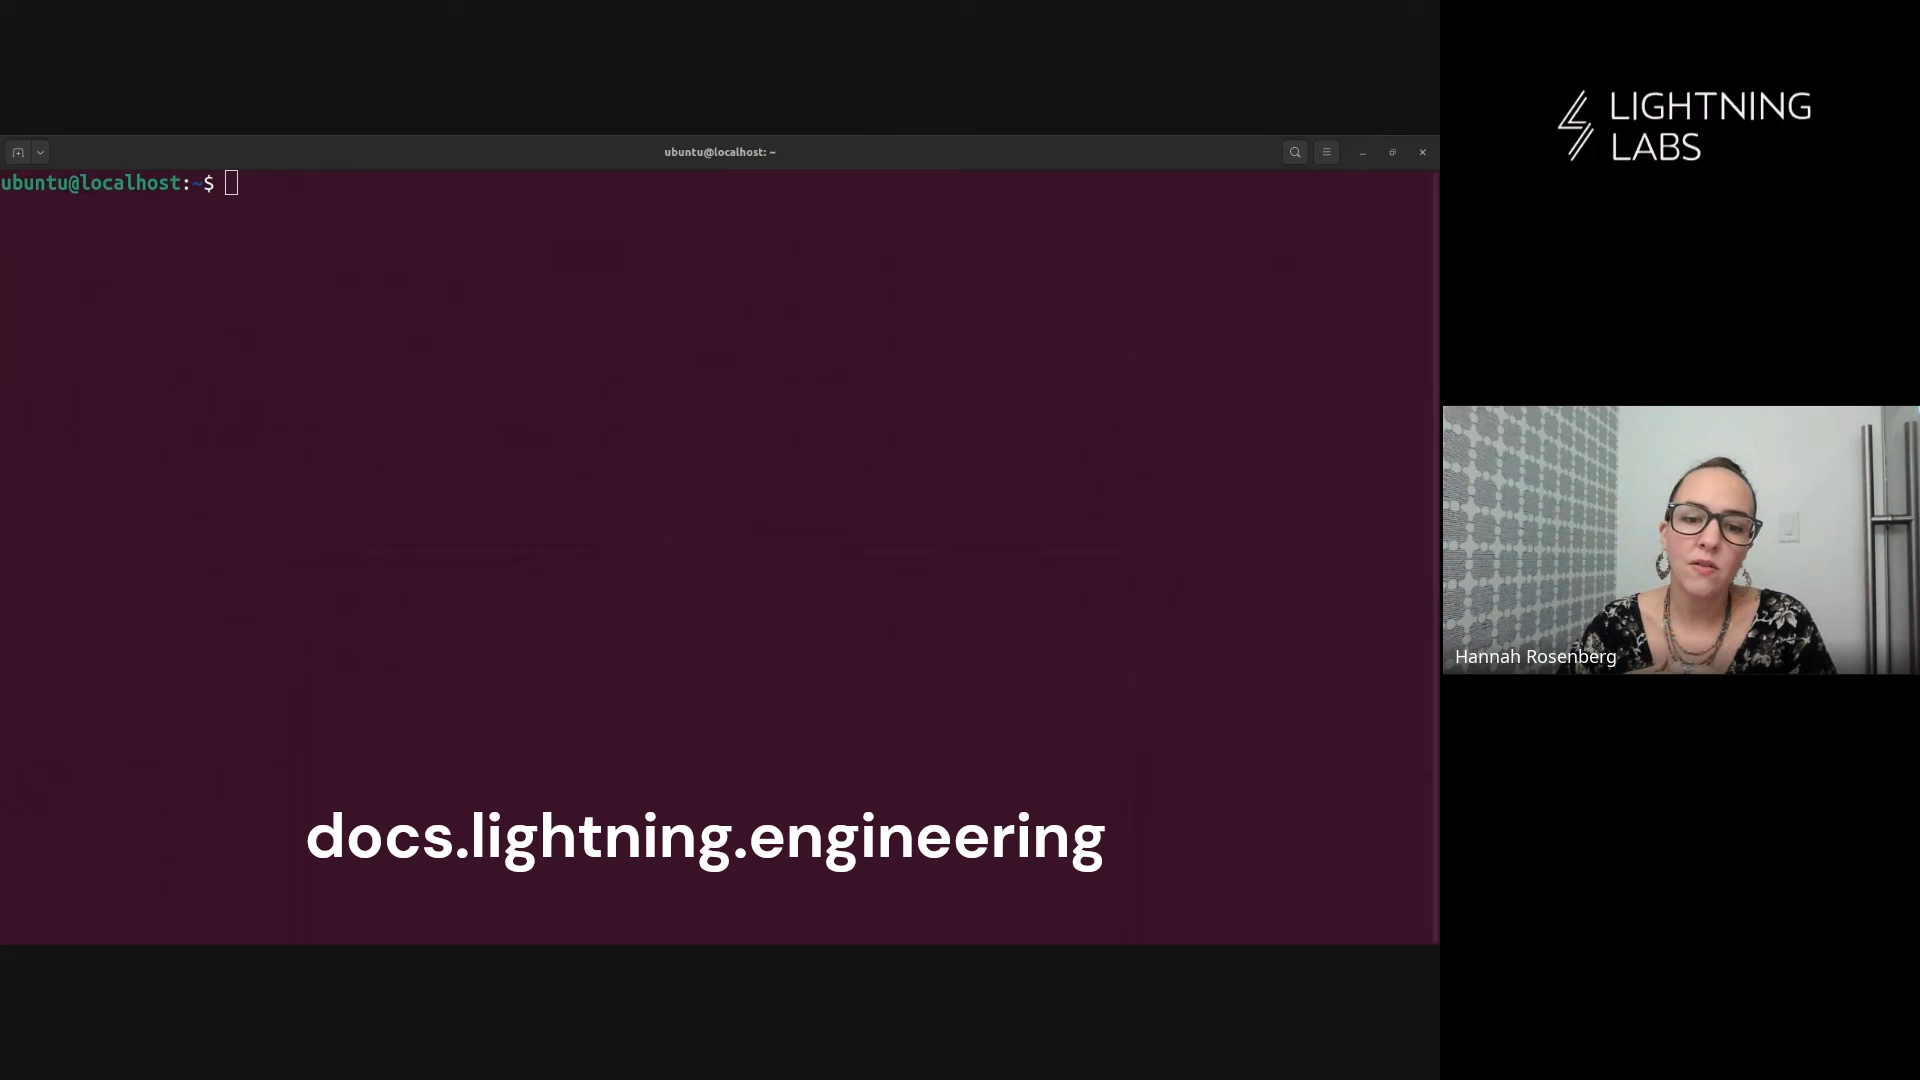 ubuntu@localhost: ~
ubuntu@localhost:~$
docs.lightning.engineering
LIGHTNING
LABS
Hannah Rosenberg